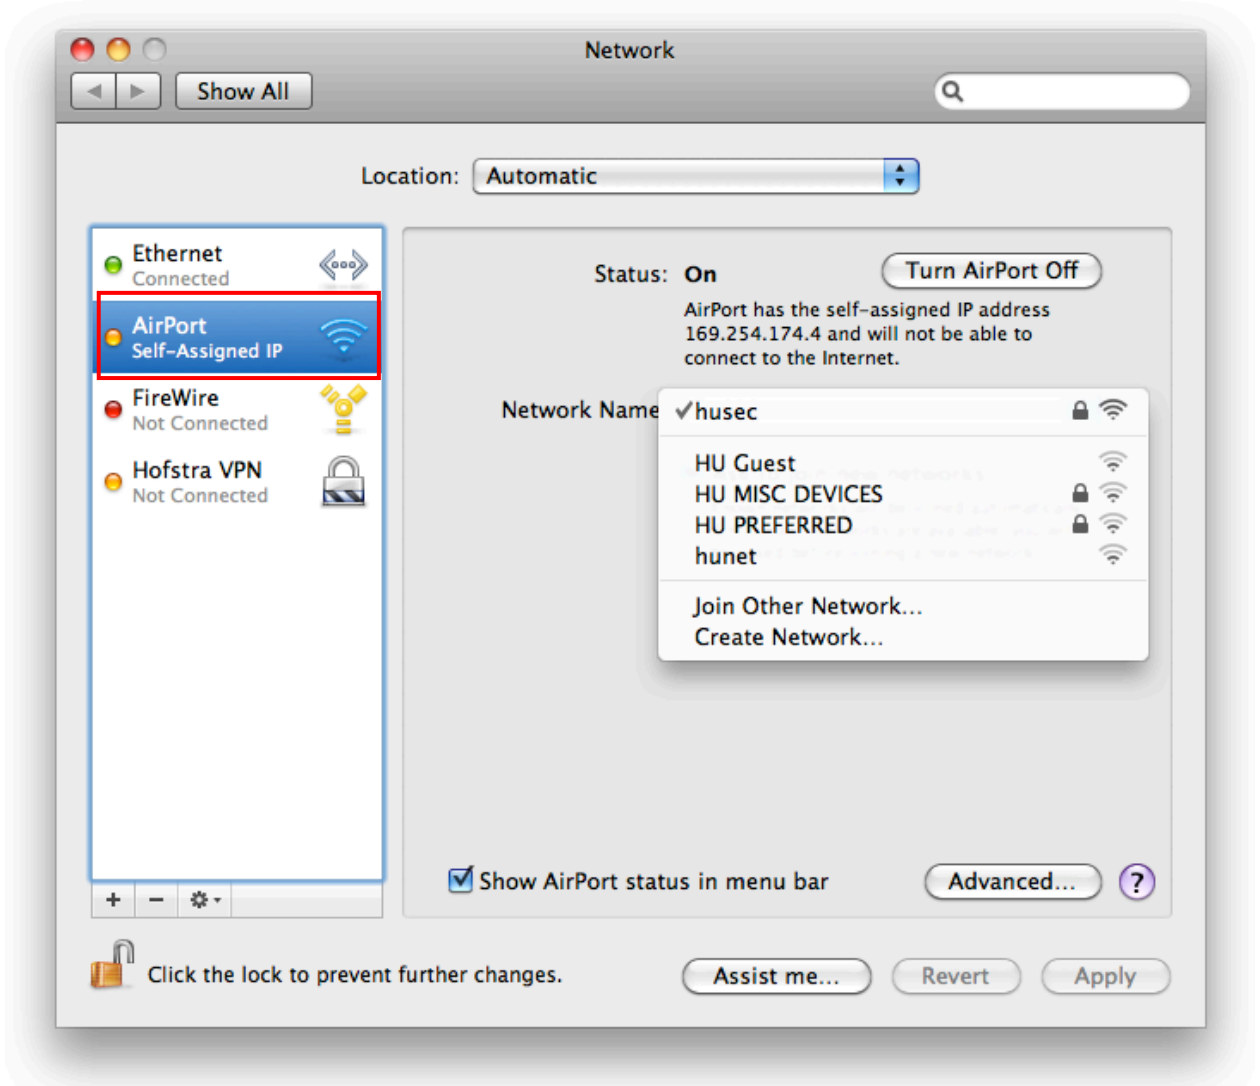 Network
Show All
Location: Automatic
Ethernet
Connected
AirPort
Self-Assigned IP
FireWire
Not Connected
Hofstra VPN
Not Connected
Status: On
Turn AirPort Off
AirPort has the self-assigned IP address
169.254.174.4 and will not be able to
connect to the Internet.
Network Name
✓husec
HU Guest
HU MISC DEVICES
HU PREFERRED
hunet
Join Other Network...
Create Network...
Show AirPort status in menu bar
Advanced...
?
Click the lock to prevent further changes.
Assist me...
Revert
Apply